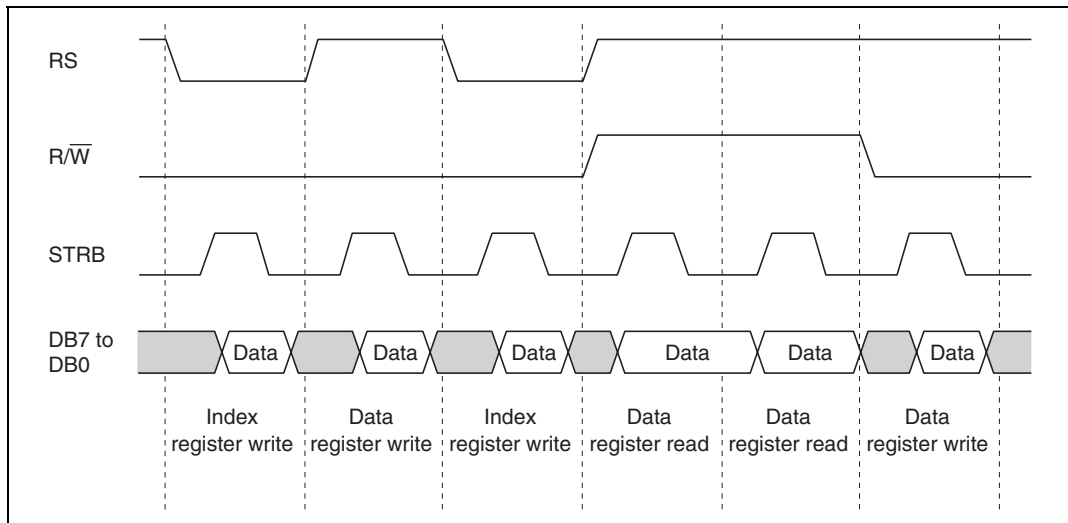 RS
R/W̅
STRB
DB7 to
DB0
Data Data Data Data Data Data
Index Data Index Data Data Data
register write register write register write register read register read register write